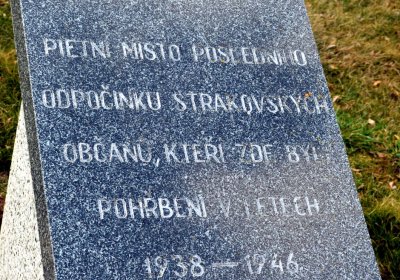 PIETNÍ MÍSTO POSLEDNÍHO
ODPOČINKU STRAKOVSKÝCH
OBČANŮ, KTEŘÍ ZDE BYLI
POHŘBENI V LETECH
1938 – 1946